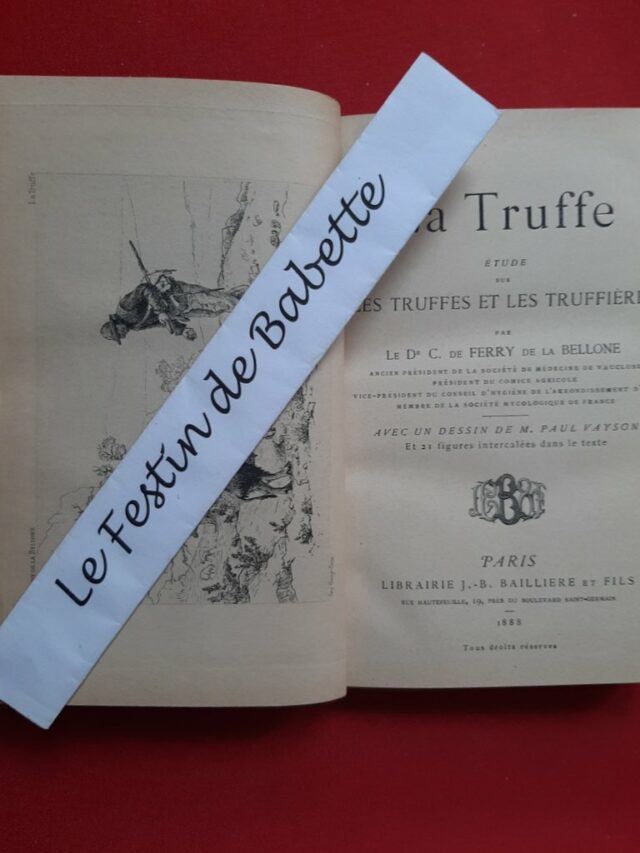 La Truffe
Le Festin de Babette
a Truffe
ÉTUDE
SUR
LES TRUFFES ET LES TRUFFIÈRE
PAR
LE Dr C. DE FERRY DE LA BELLONE
ANCIEN PRÉSIDENT DE LA SOCIÉTÉ DE MÉDECINE DE VAUCLUSE
PRÉSIDENT DU COMICE AGRICOLE
VICE-PRÉSIDENT DU CONSEIL D'HYGIÈNE DE L'ARRONDISSEMENT D'
MEMBRE DE LA SOCIÉTÉ MYCOLOGIQUE DE FRANCE
AVEC UN DESSIN DE M. PAUL VAYSON
Et 21 figures intercalées dans le texte
PARIS
LIBRAIRIE J.-B. BAILLIERE ET FILS
RUE HAUTEFEUILLE, 19, PRÈS DU BOULEVARD SAINT-GERMAIN
1888
Tous droits réservés